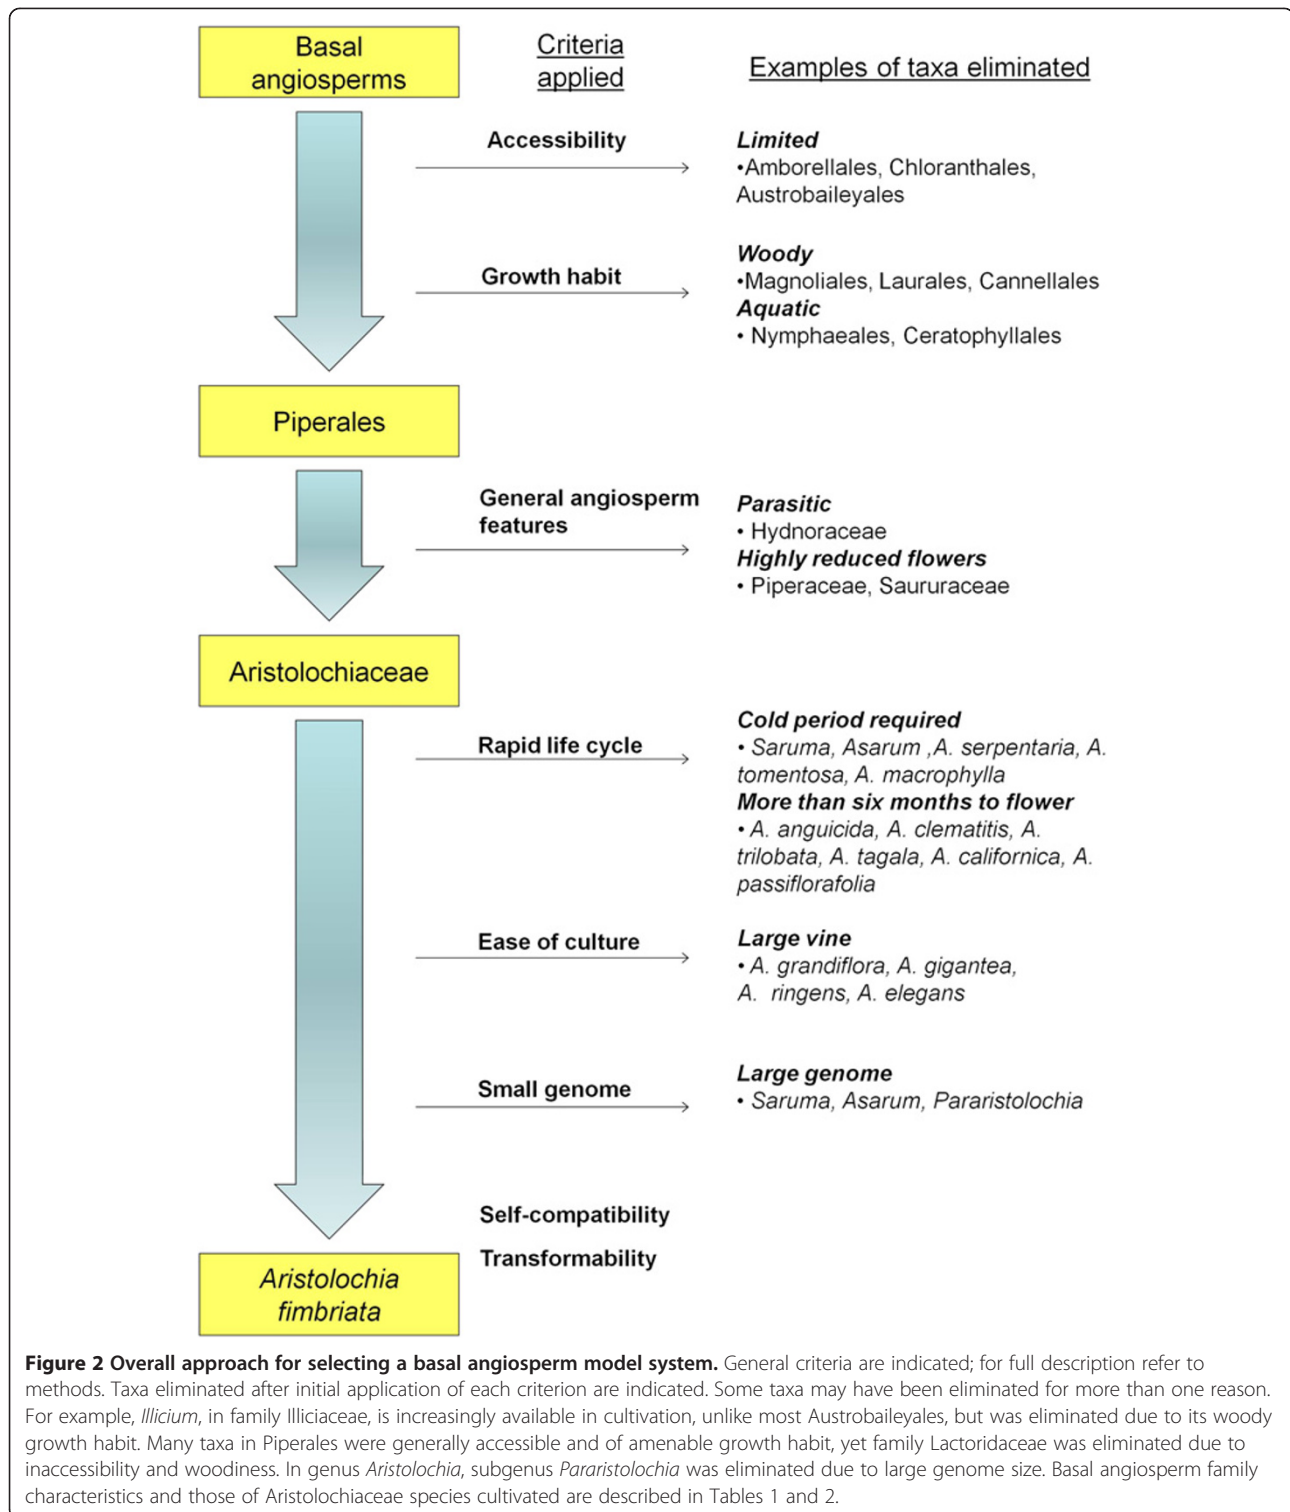 Basal
angiosperms
Criteria
applied
Examples of taxa eliminated
Accessibility
Limited
•Amborellales, Chloranthales,
Austrobaileyales
Growth habit
Woody
•Magnoliales, Laurales, Cannellales
Aquatic
• Nymphaeales, Ceratophyllales
Piperales
General angiosperm
features
Parasitic
• Hydnoraceae
Highly reduced flowers
• Piperaceae, Saururaceae
Aristolochiaceae
Rapid life cycle
Cold period required
• Saruma, Asarum ,A. serpentaria, A.
tomentosa, A. macrophylla
More than six months to flower
• A. anguicida, A. clematitis, A.
trilobata, A. tagala, A. californica, A.
passiflorafolia
Ease of culture
Large vine
• A. grandiflora, A. gigantea,
A. ringens, A. elegans
Small genome
Large genome
• Saruma, Asarum, Pararistolochia
Self-compatibility
Transformability
Aristolochia
fimbriata
Figure 2 Overall approach for selecting a basal angiosperm model system. General criteria are indicated; for full description refer to
methods. Taxa eliminated after initial application of each criterion are indicated. Some taxa may have been eliminated for more than one reason.
For example, Illicium, in family Illiciaceae, is increasingly available in cultivation, unlike most Austrobaileyales, but was eliminated due to its woody
growth habit. Many taxa in Piperales were generally accessible and of amenable growth habit, yet family Lactoridaceae was eliminated due to
inaccessibility and woodiness. In genus Aristolochia, subgenus Pararistolochia was eliminated due to large genome size. Basal angiosperm family
characteristics and those of Aristolochiaceae species cultivated are described in Tables 1 and 2.